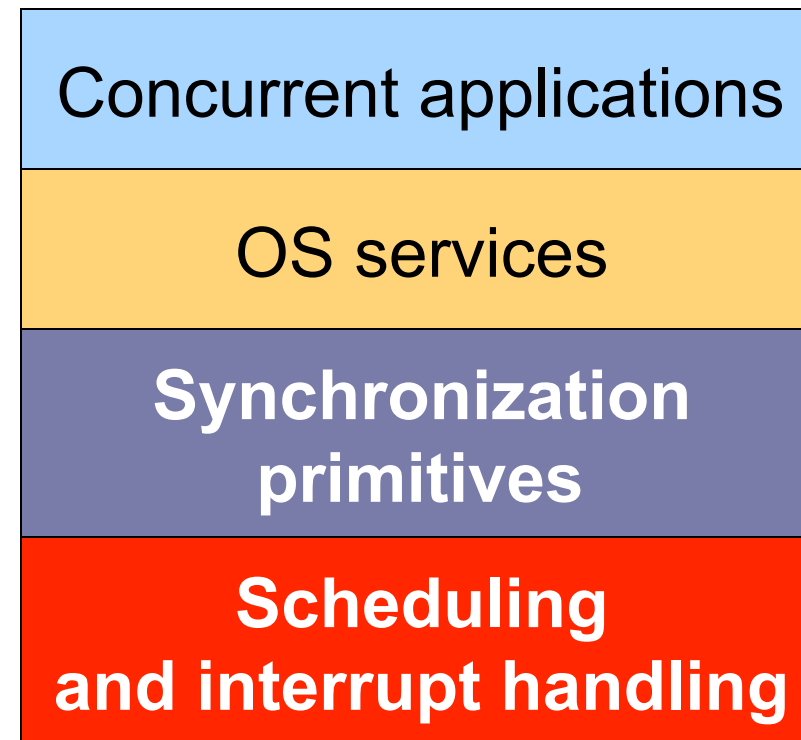 Concurrent applications
OS services
Synchronization
primitives
Scheduling
and interrupt handling